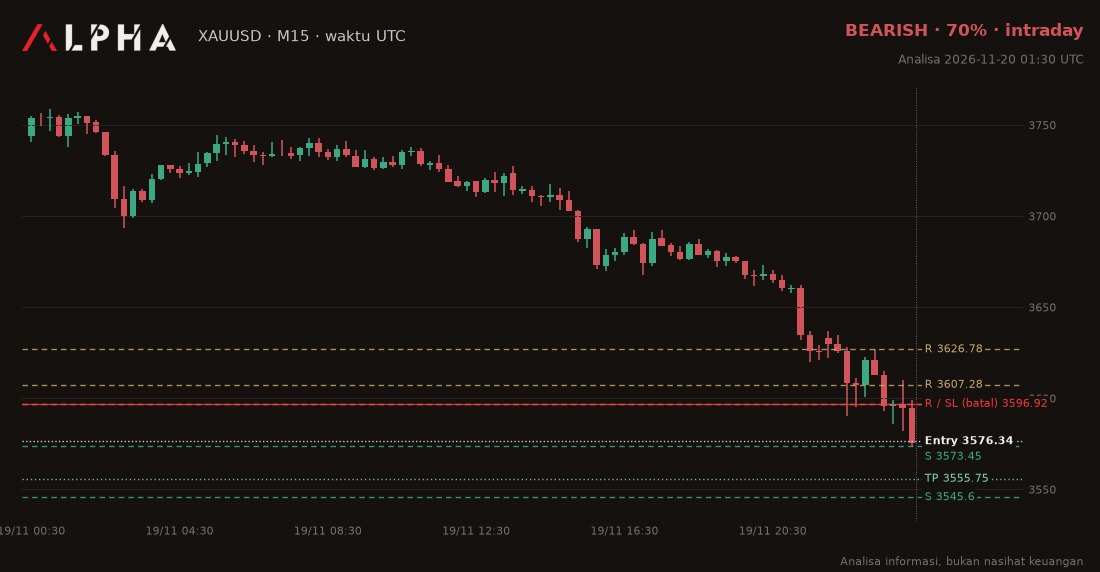 ALPHA
XAUUSD · M15 · waktu UTC
BEARISH · 70% · intraday
Analisa 2026-11-20 01:30 UTC
3750
3700
3650
R 3626.78
R 3607.28
R / SL (batal) 3596.92
Entry 3576.34
S 3573.45
TP 3555.75
3550
S 3545.6
19/11 00:30
19/11 04:30
19/11 08:30
19/11 12:30
19/11 16:30
19/11 20:30
Analisa informasi, bukan nasihat keuangan